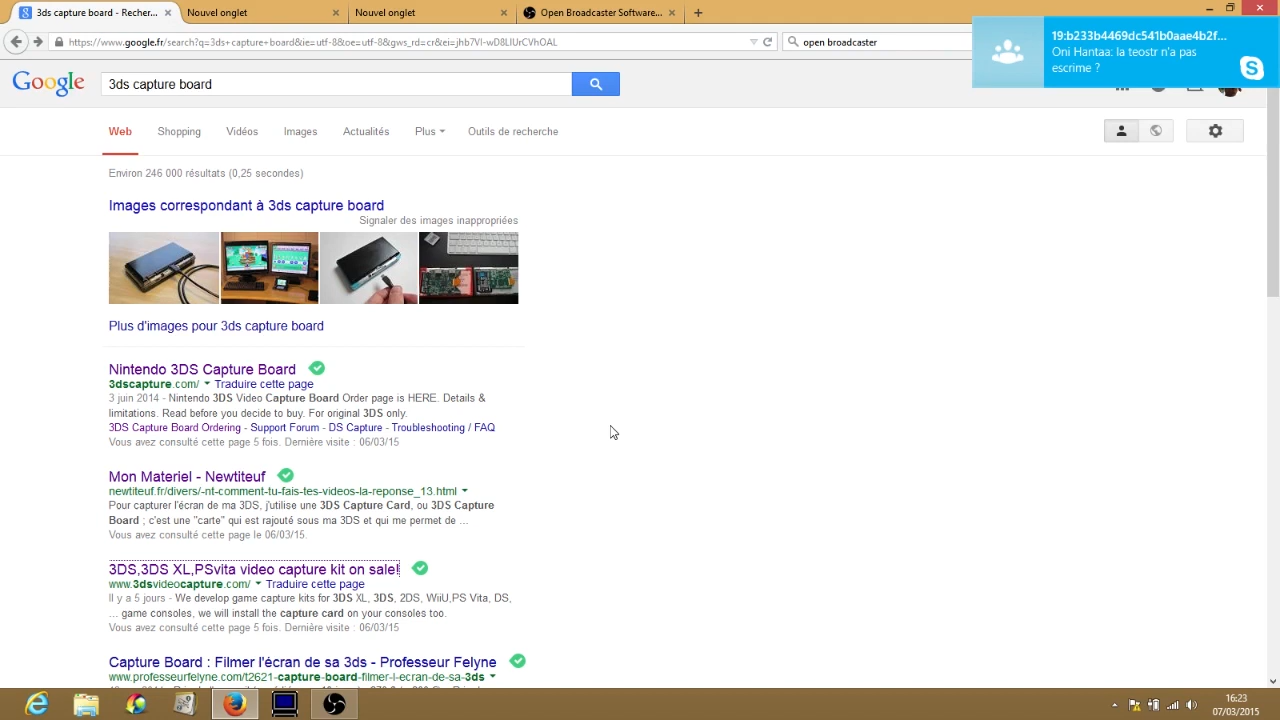 3ds capture board - Recher...
Nouvel onglet
Nouvel onglet
Open Broadcaster Software...
https://www.google.fr/search?q=3ds+capture+board&ie=utf-8&oe=utf-8&gws_rd=cr&ei=jhb7Vl-wD8LlUrCVhOAL
open broadcaster
19:b233b4469dc541b0aae4b2f...
Oni Hantaa: la teostr n'a pas
escrime ?
Google
3ds capture board
Web Shopping Vidéos Images Actualités Plus Outils de recherche
Environ 246 000 résultats (0,25 secondes)
Images correspondant à 3ds capture board
Signaler des images inappropriées
Plus d'images pour 3ds capture board
Nintendo 3DS Capture Board
3dscapture.com/ Traduire cette page
3 juin 2014 - Nintendo 3DS Video Capture Board Order page is HERE. Details &
limitations. Read before you decide to buy. For original 3DS only.
3DS Capture Board Ordering - Support Forum - DS Capture - Troubleshooting / FAQ
Vous avez consulté cette page 5 fois. Dernière visite : 06/03/15
Mon Materiel - Newtiteuf
newtiteuf.fr/divers/-nt-comment-tu-fais-tes-videos-la-reponse_13.html
Pour capturer l'écran de ma 3DS, j'utilise une 3DS Capture Card, ou 3DS Capture
Board ; c'est une "carte" qui est rajouté sous ma 3DS et qui me permet de ...
Vous avez consulté cette page le 06/03/15.
3DS,3DS XL,PSvita video capture kit on sale!
www.3dsvideocapture.com/ Traduire cette page
Il y a 5 jours - We develop game capture kits for 3DS XL, 3DS, 2DS, WiiU,PS Vita, DS,
... game consoles, we will install the capture card on your consoles too.
Vous avez consulté cette page 5 fois. Dernière visite : 06/03/15
Capture Board : Filmer l'écran de sa 3ds - Professeur Felyne
www.professeurfelyne.com/t2621-capture-board-filmer-l-ecran-de-sa-3ds
16:23
07/03/2015